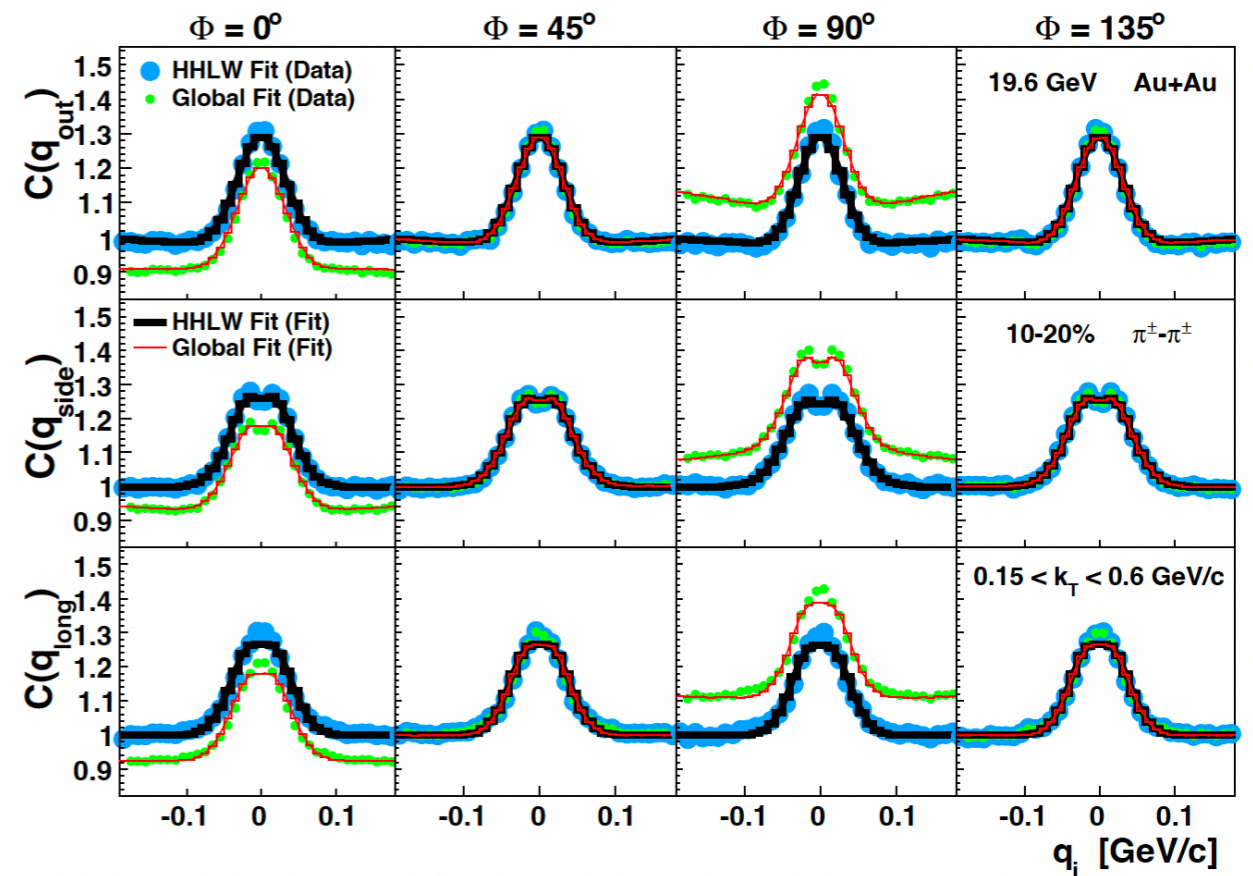 Φ = 0° Φ = 45° Φ = 90° Φ = 135°
C(q_out)
1.5
1.4
1.3
1.2
1.1
1
0.9
HHLW Fit (Data)
Global Fit (Data)
19.6 GeV Au+Au
C(q_side)
1.5
1.4
1.3
1.2
1.1
1
0.9
HHLW Fit (Fit)
Global Fit (Fit)
10-20% π±-π±
C(q_long)
1.5
1.4
1.3
1.2
1.1
1
0.9
0.15 < k_T < 0.6 GeV/c
-0.1 0 0.1 -0.1 0 0.1 -0.1 0 0.1 -0.1 0 0.1
q_i [GeV/c]